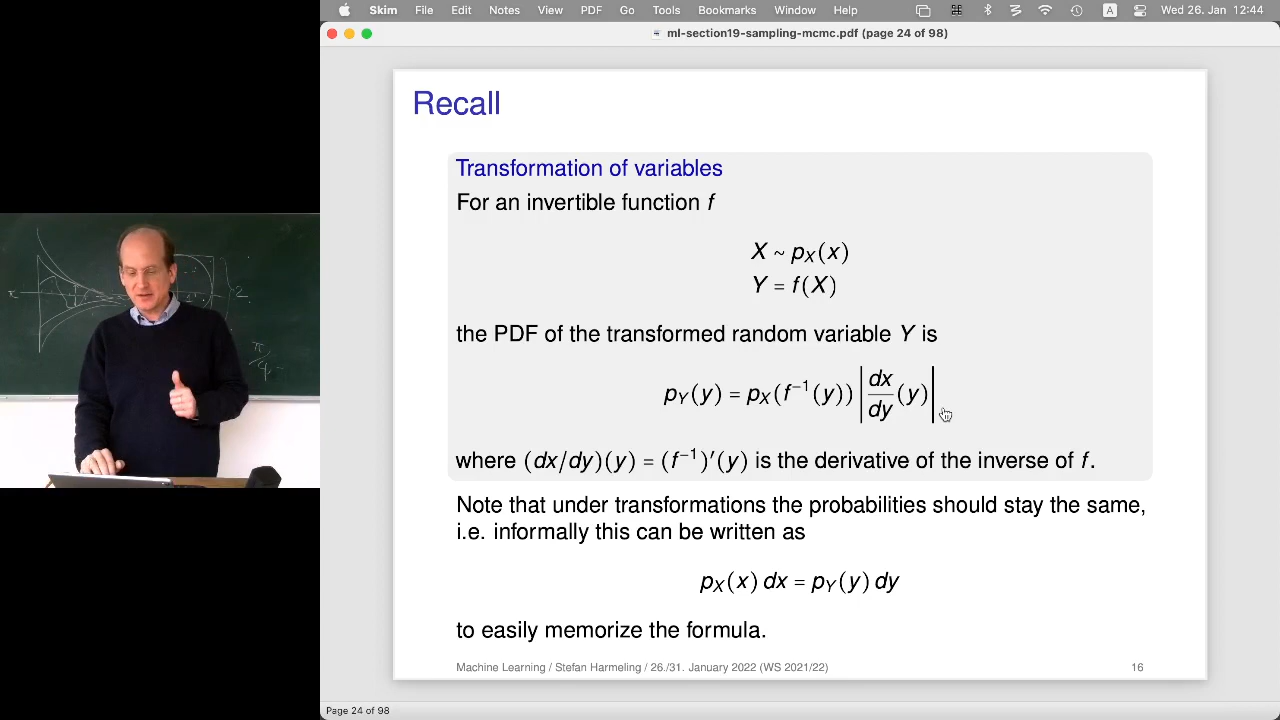 Skim File Edit Notes View PDF Go Tools Bookmarks Window Help A Wed 26. Jan 12:44
ml-section19-sampling-mcmc.pdf (page 24 of 98)
Recall
Transformation of variables
For an invertible function f
X ~ p_X(x)
Y = f(X)
the PDF of the transformed random variable Y is
p_Y(y) = p_X(f⁻¹(y)) |dx/dy (y)|
where (dx/dy)(y) = (f⁻¹)′(y) is the derivative of the inverse of f.
Note that under transformations the probabilities should stay the same,
i.e. informally this can be written as
p_X(x) dx = p_Y(y) dy
to easily memorize the formula.
Machine Learning / Stefan Harmeling / 26./31. January 2022 (WS 2021/22) 16
Page 24 of 98
π
2
π/4